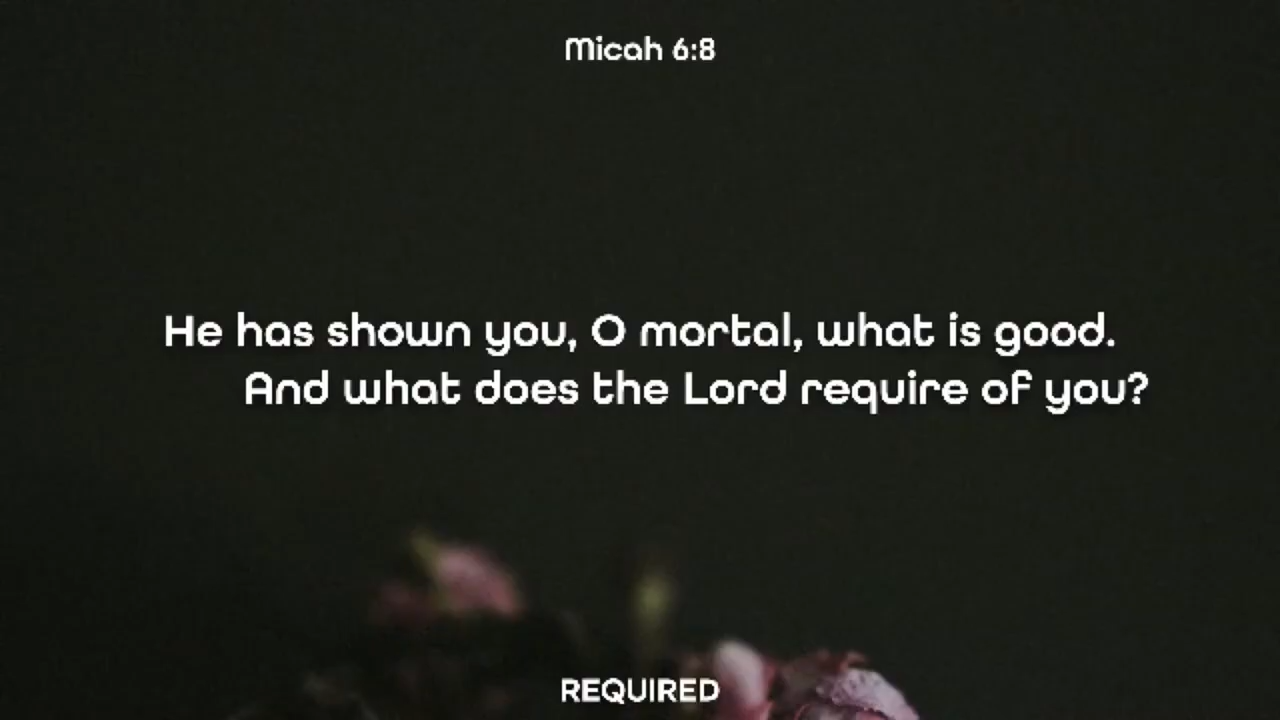 Micah 6:8
He has shown you, O mortal, what is good.
And what does the Lord require of you?
REQUIRED